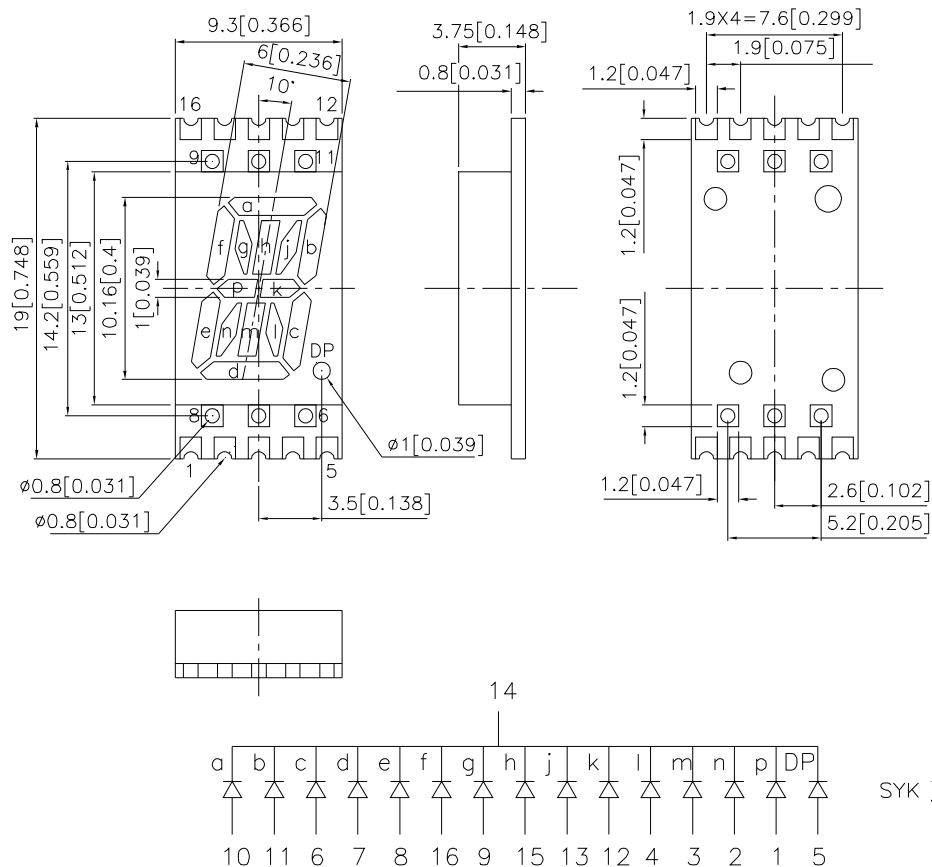 9.3[0.366]
6[0.236]
10°
16
12
9
11
a
f
g
h
j
b
p
k
e
n
m
l
c
d
DP
8
6
1
5
19[0.748]
14.2[0.559]
13[0.512]
10.16[0.4]
1[0.039]
ø0.8[0.031]
ø0.8[0.031]
ø1[0.039]
3.5[0.138]
3.75[0.148]
0.8[0.031]
1.9X4=7.6[0.299]
1.9[0.075]
1.2[0.047]
1.2[0.047]
1.2[0.047]
1.2[0.047]
2.6[0.102]
5.2[0.205]
14
a b c d e f g h j k l m n p DP
SYK
10 11 6 7 8 16 9 15 13 12 4 3 2 1 5